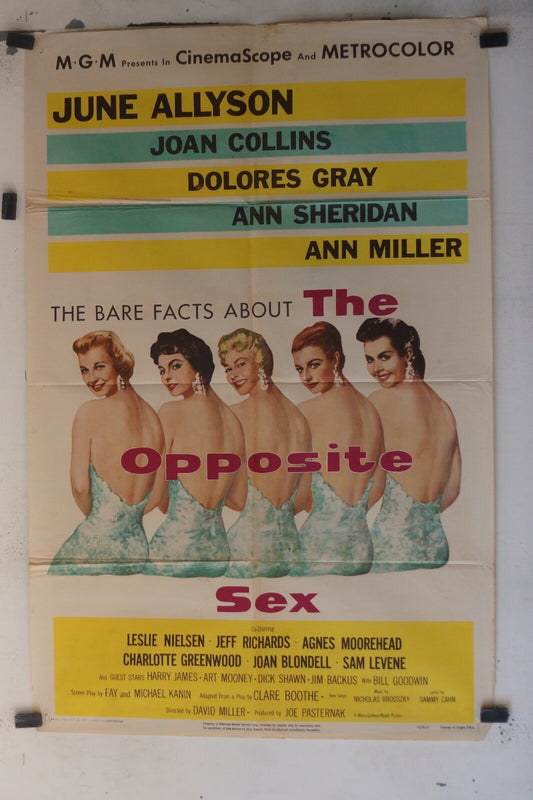 M·G·M Presents In CinemaScope And METROCOLOR
JUNE ALLYSON
JOAN COLLINS
DOLORES GRAY
ANN SHERIDAN
ANN MILLER
THE BARE FACTS ABOUT The
Opposite
Sex
Co-Starring
LESLIE NIELSEN · JEFF RICHARDS · AGNES MOOREHEAD
CHARLOTTE GREENWOOD · JOAN BLONDELL · SAM LEVENE
And GUEST STARS HARRY JAMES · ART MOONEY · DICK SHAWN · JIM BACKUS With BILL GOODWIN
Screen Play by FAY and MICHAEL KANIN Adapted From a Play by CLARE BOOTHE · New Songs: Music by NICHOLAS BRODSZKY Lyrics by SAMMY CAHN
Directed by DAVID MILLER · Produced by JOE PASTERNAK A Metro-Goldwyn-Mayer Picture